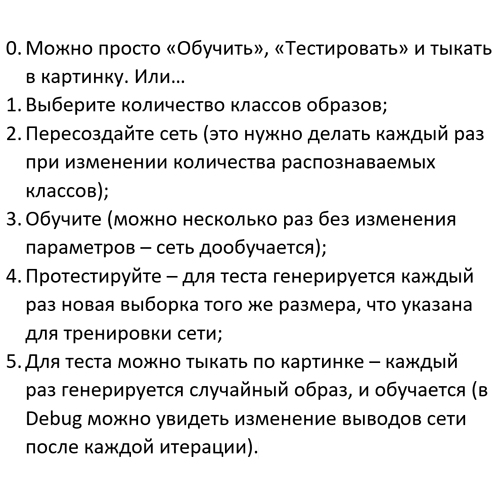 0. Можно просто «Обучить», «Тестировать» и тыкать
в картинку. Или…
1. Выберите количество классов образов;
2. Пересоздайте сеть (это нужно делать каждый раз
при изменении количества распознаваемых
классов);
3. Обучите (можно несколько раз без изменения
параметров – сеть дообучается);
4. Протестируйте – для теста генерируется каждый
раз новая выборка того же размера, что указана
для тренировки сети;
5. Для теста можно тыкать по картинке – каждый
раз генерируется случайный образ, и обучается (в
Debug можно увидеть изменение выводов сети
после каждой итерации).